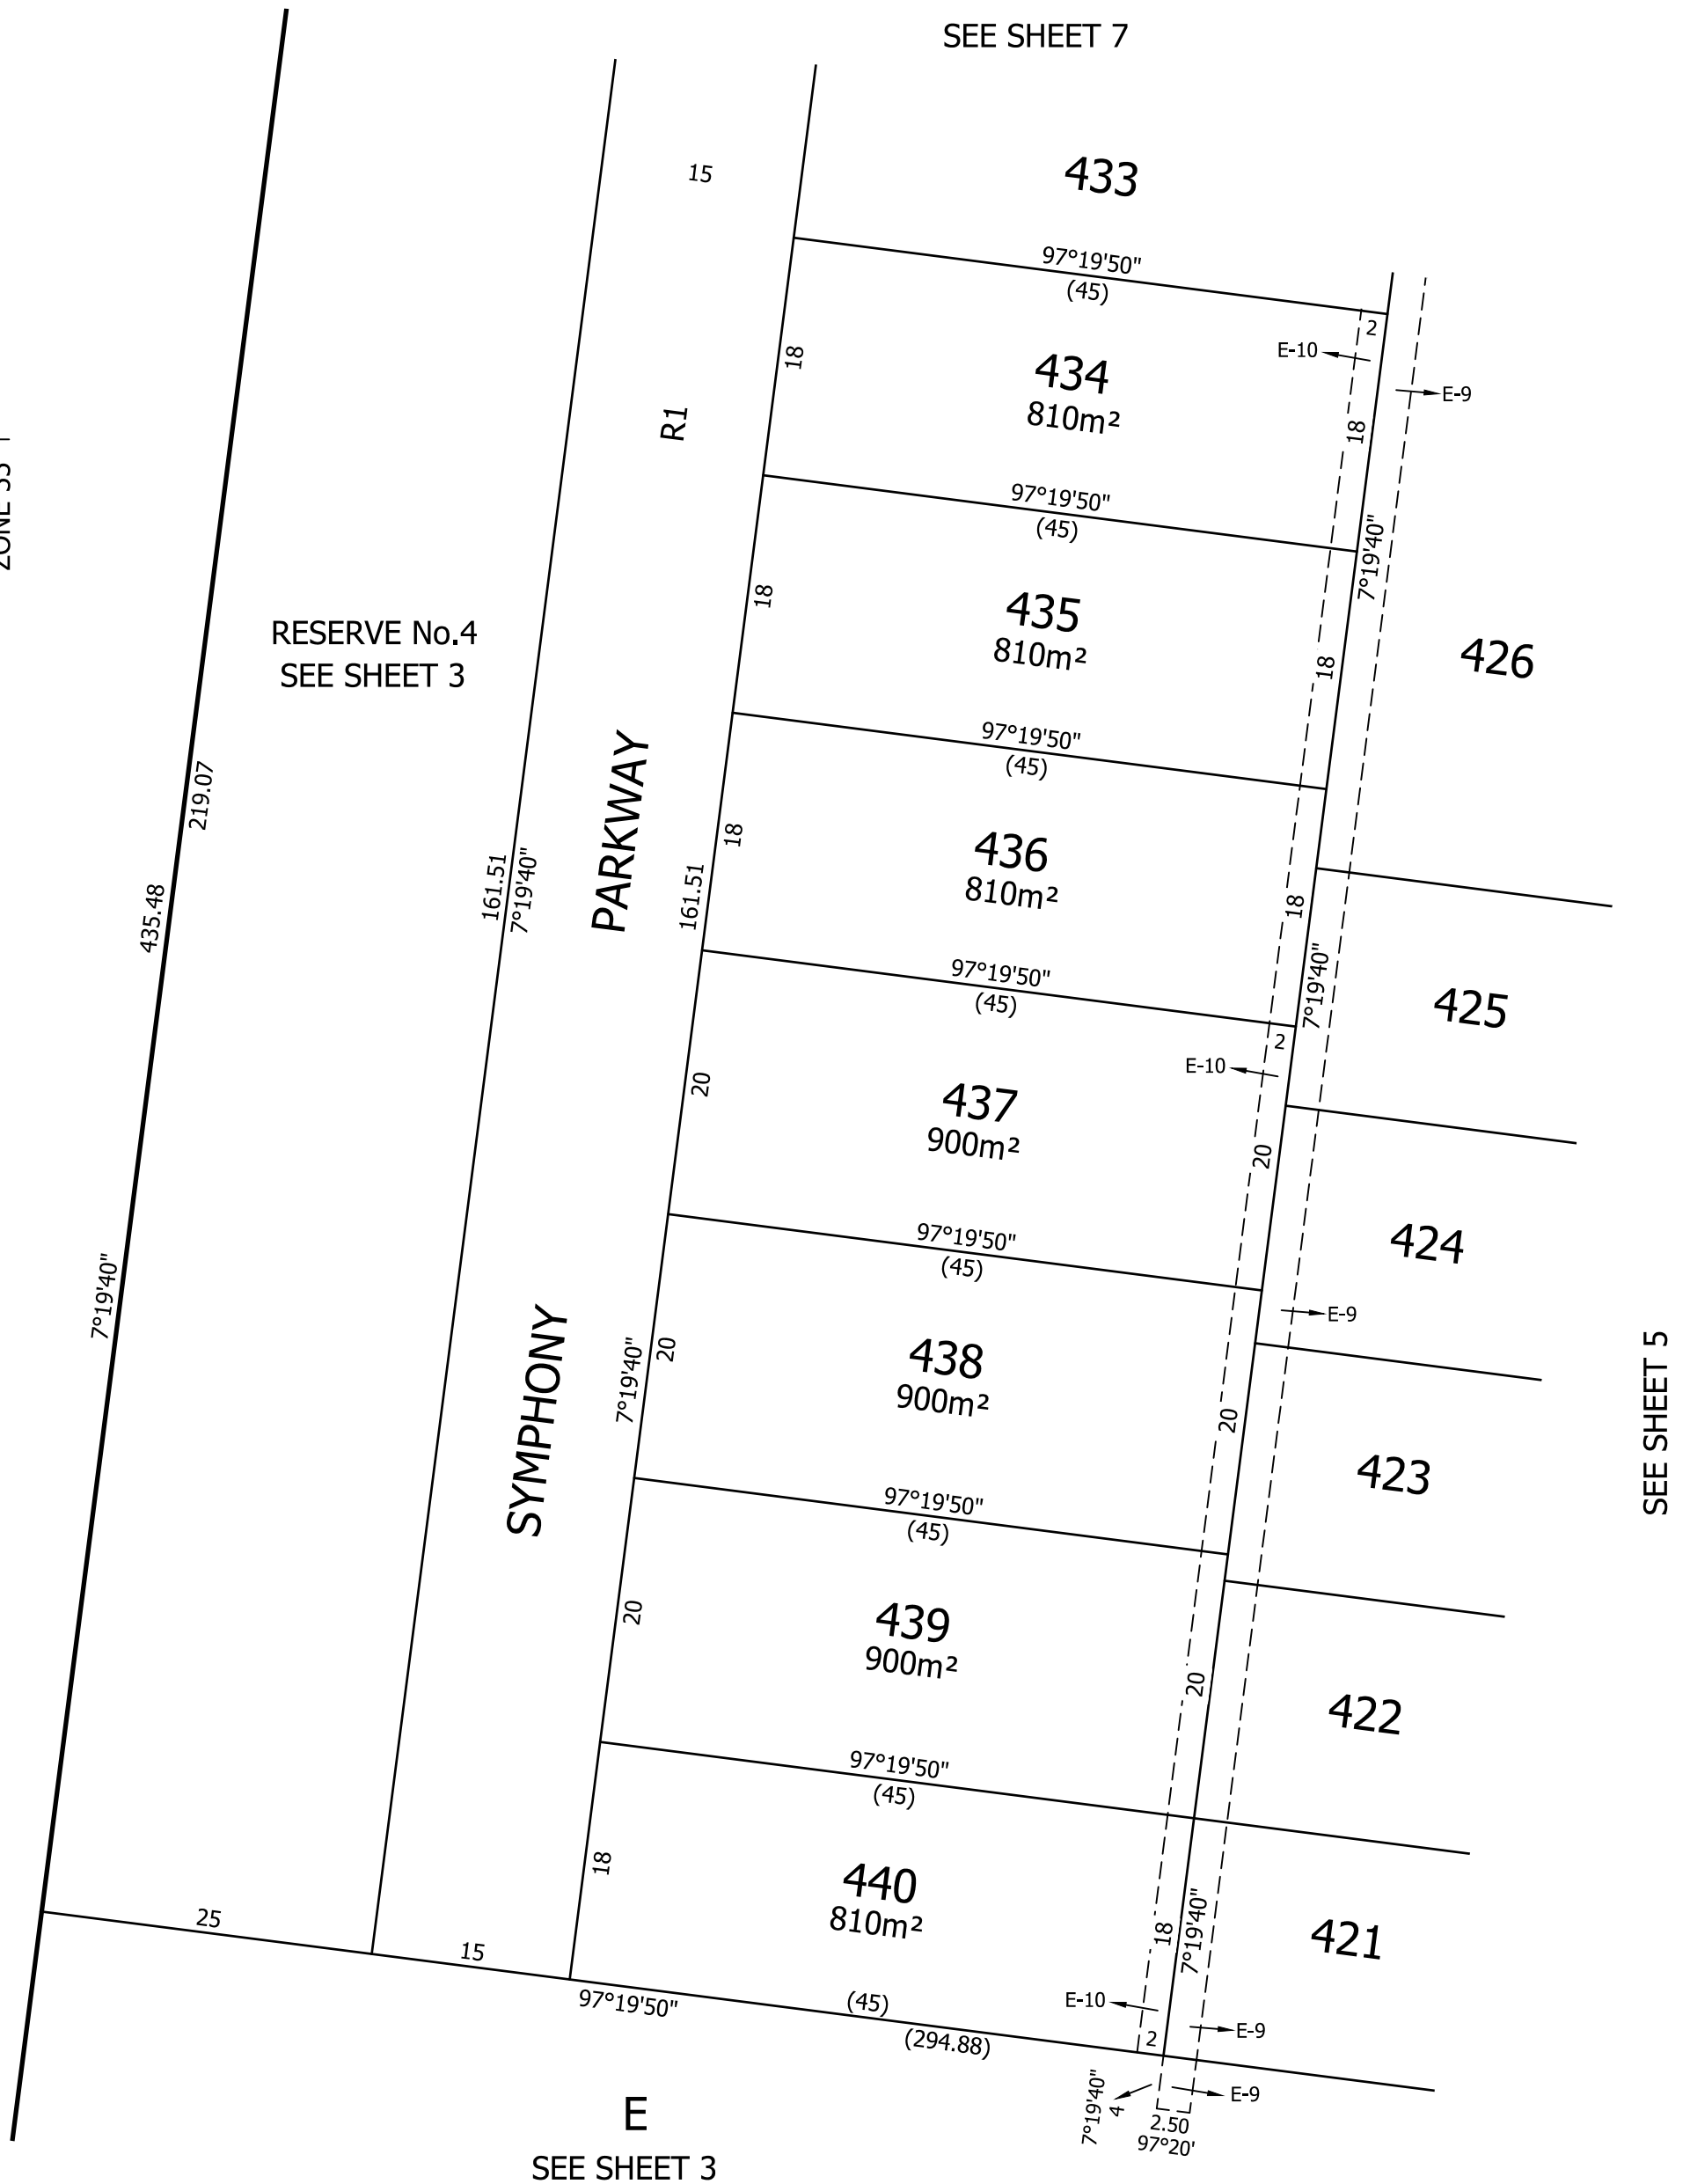 SEE SHEET 7
15
433
97°19'50"
(45)
2
E-10
E-9
18
434
810m²
18
R1
97°19'50"
(45)
7°19'40"
18
435
810m²
18
426
RESERVE No.4
SEE SHEET 3
97°19'50"
(45)
219.07
435.48
7°19'40"
161.51
7°19'40"
PARKWAY
SYMPHONY
161.51
18
436
810m²
18
7°19'40"
425
97°19'50"
(45)
2
E-10
20
437
900m²
20
424
97°19'50"
(45)
E-9
7°19'40"
20
438
900m²
20
423
SEE SHEET 5
97°19'50"
(45)
20
439
900m²
20
422
97°19'50"
(45)
18
440
810m²
18
7°19'40"
421
25
15
97°19'50"
(45)
(294.88)
E-10
2
E-9
E-9
7°19'40"
4
2.50
97°20'
E
SEE SHEET 3